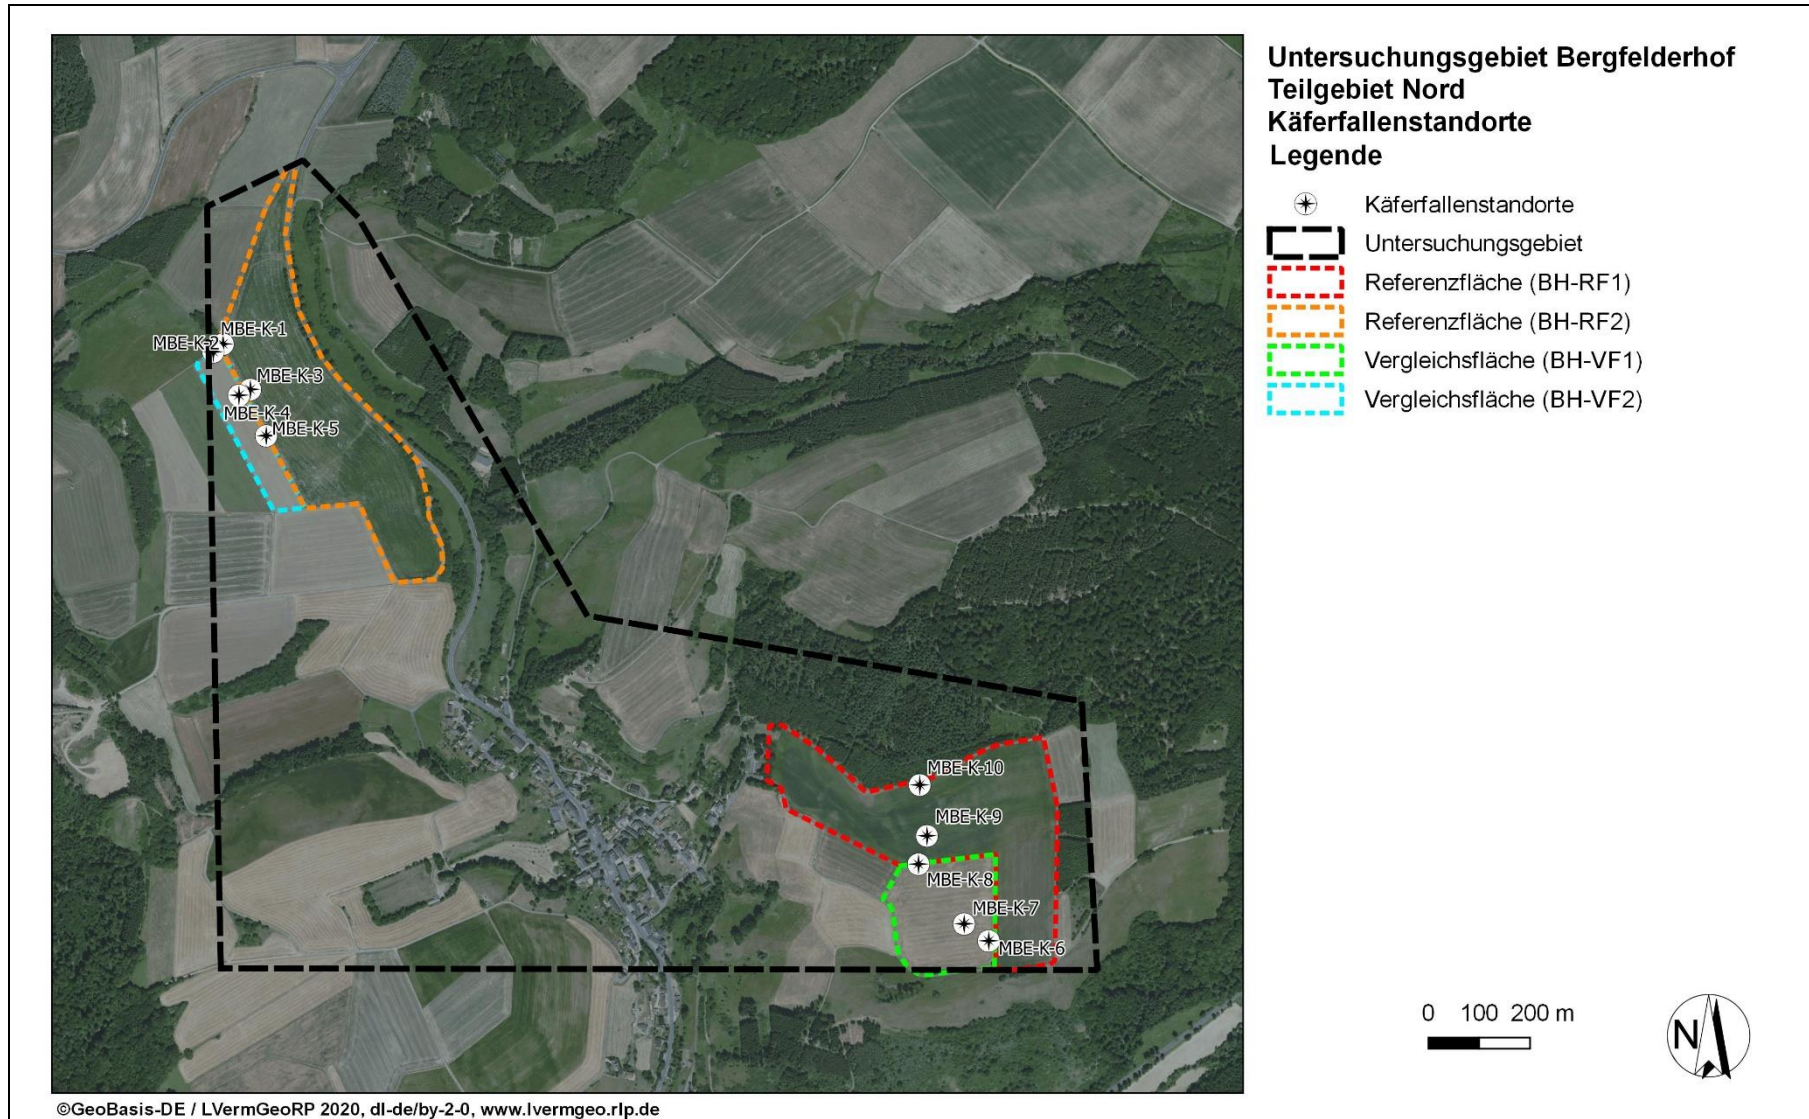 Untersuchungsgebiet Bergfelderhof
Teilgebiet Nord
Käferfallenstandorte
Legende
Käferfallenstandorte
Untersuchungsgebiet
Referenzfläche (BH-RF1)
Referenzfläche (BH-RF2)
Vergleichsfläche (BH-VF1)
Vergleichsfläche (BH-VF2)
MBE-K-1
MBE-K-2
MBE-K-3
MBE-K-4
MBE-K-5
MBE-K-10
MBE-K-9
MBE-K-8
MBE-K-7
MBE-K-6
0 100 200 m
N
©GeoBasis-DE / LVermGeoRP 2020, dl-de/by-2-0, www.lvermgeo.rlp.de